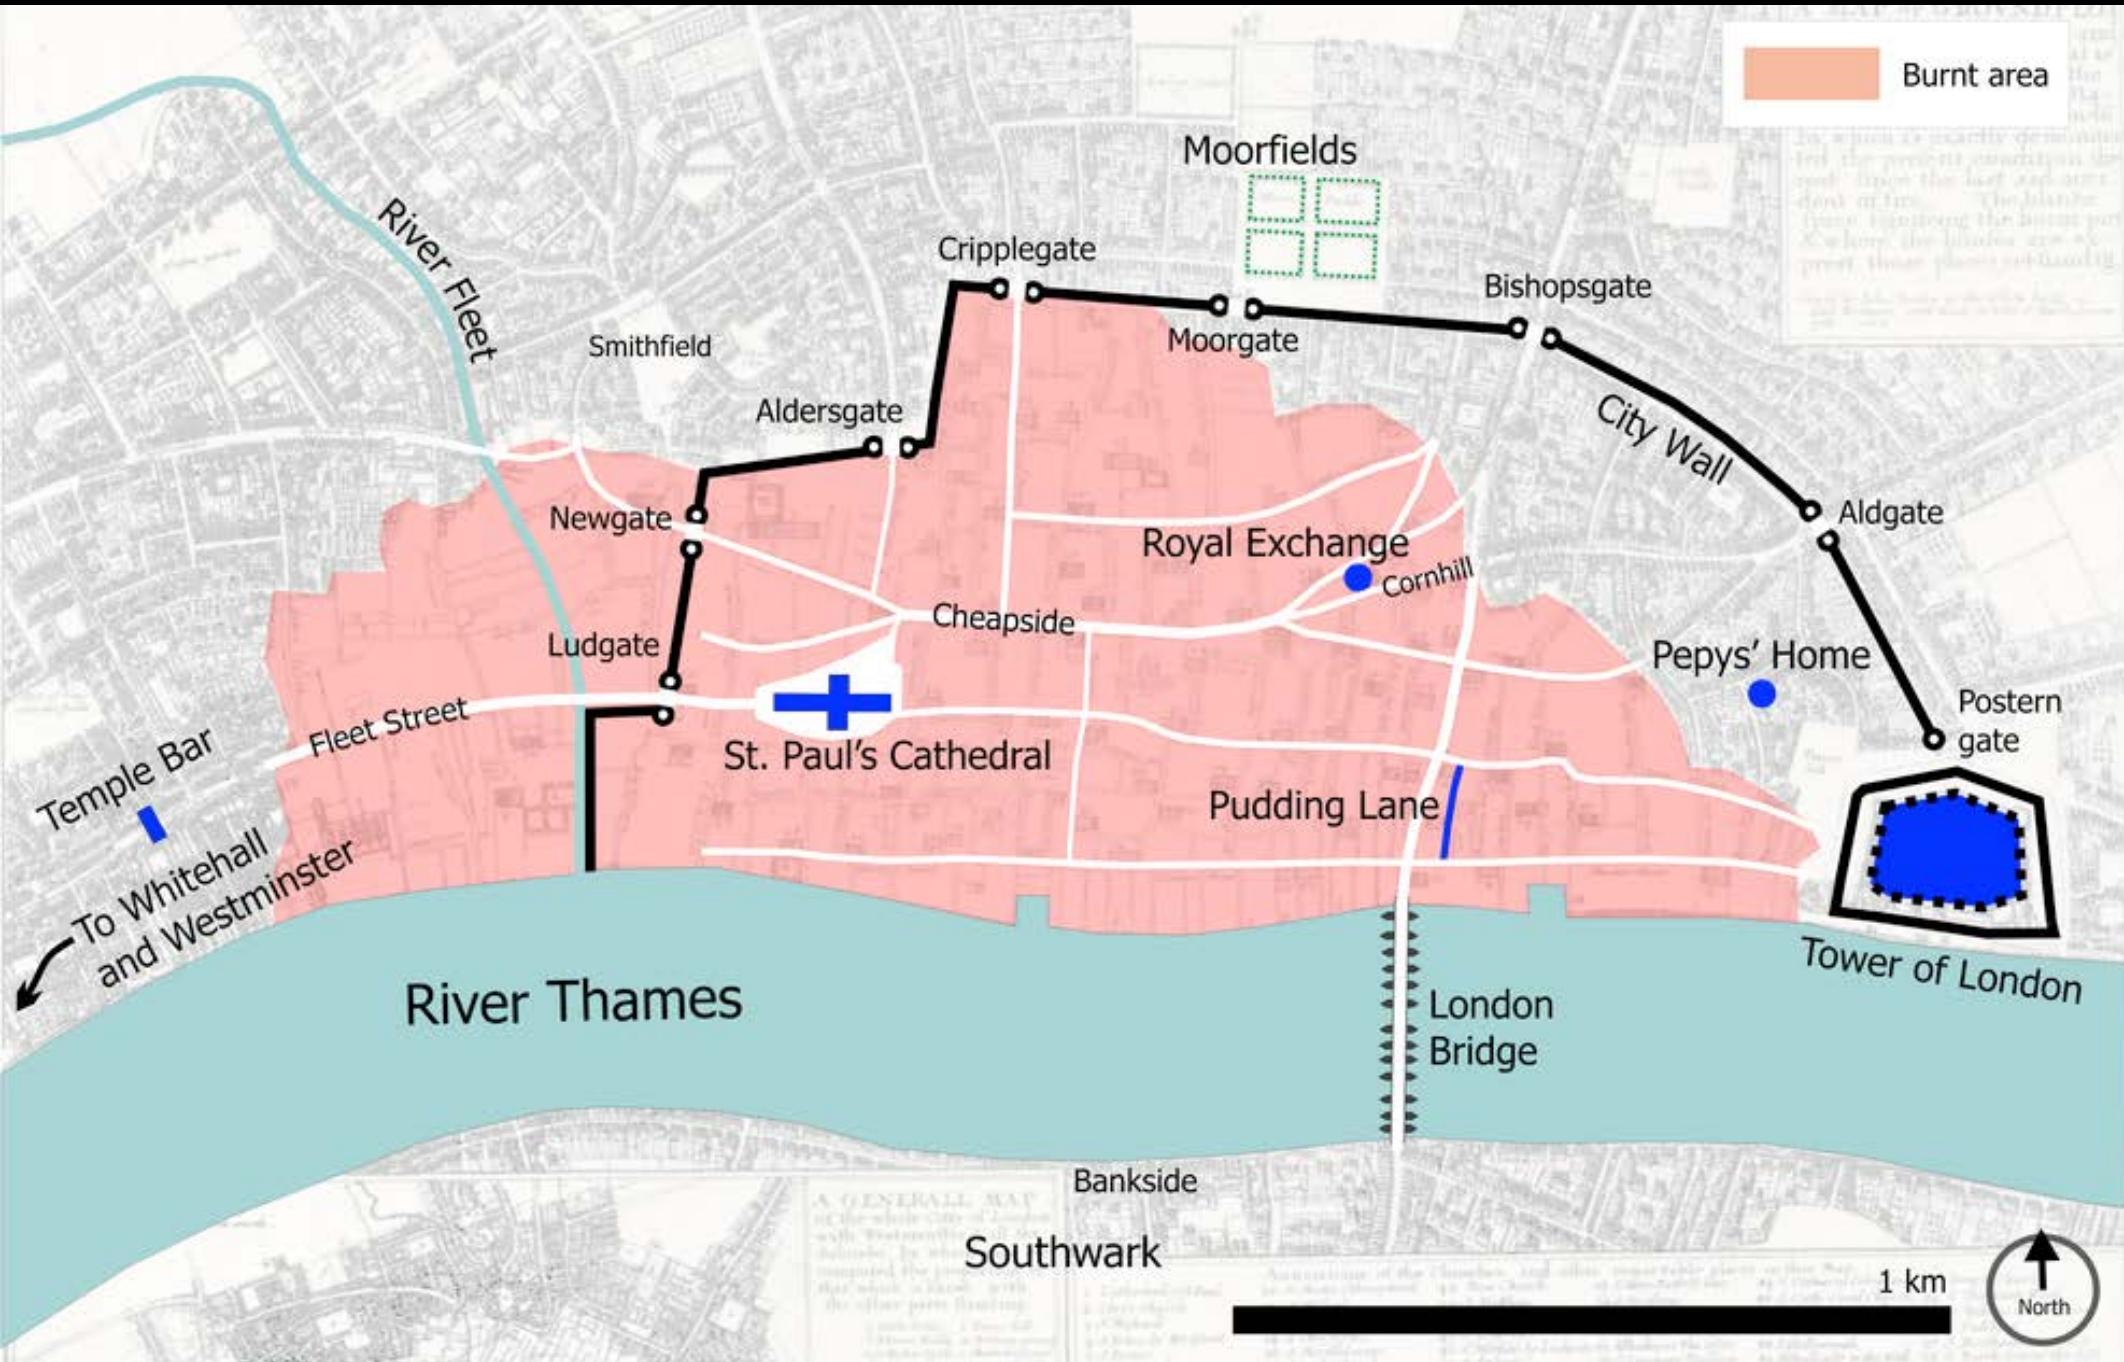 Burnt area
Moorfields
River Fleet
Cripplegate
Bishopsgate
Moorgate
Smithfield
Aldersgate
City Wall
Newgate
Aldgate
Royal Exchange
Cornhill
Cheapside
Ludgate
Pepys’ Home
Postern
gate
Fleet Street
St. Paul’s Cathedral
Temple Bar
Pudding Lane
To Whitehall
and Westminster
Tower of London
River Thames
London
Bridge
Bankside
A GENERALL MAP
Southwark
1 km
North